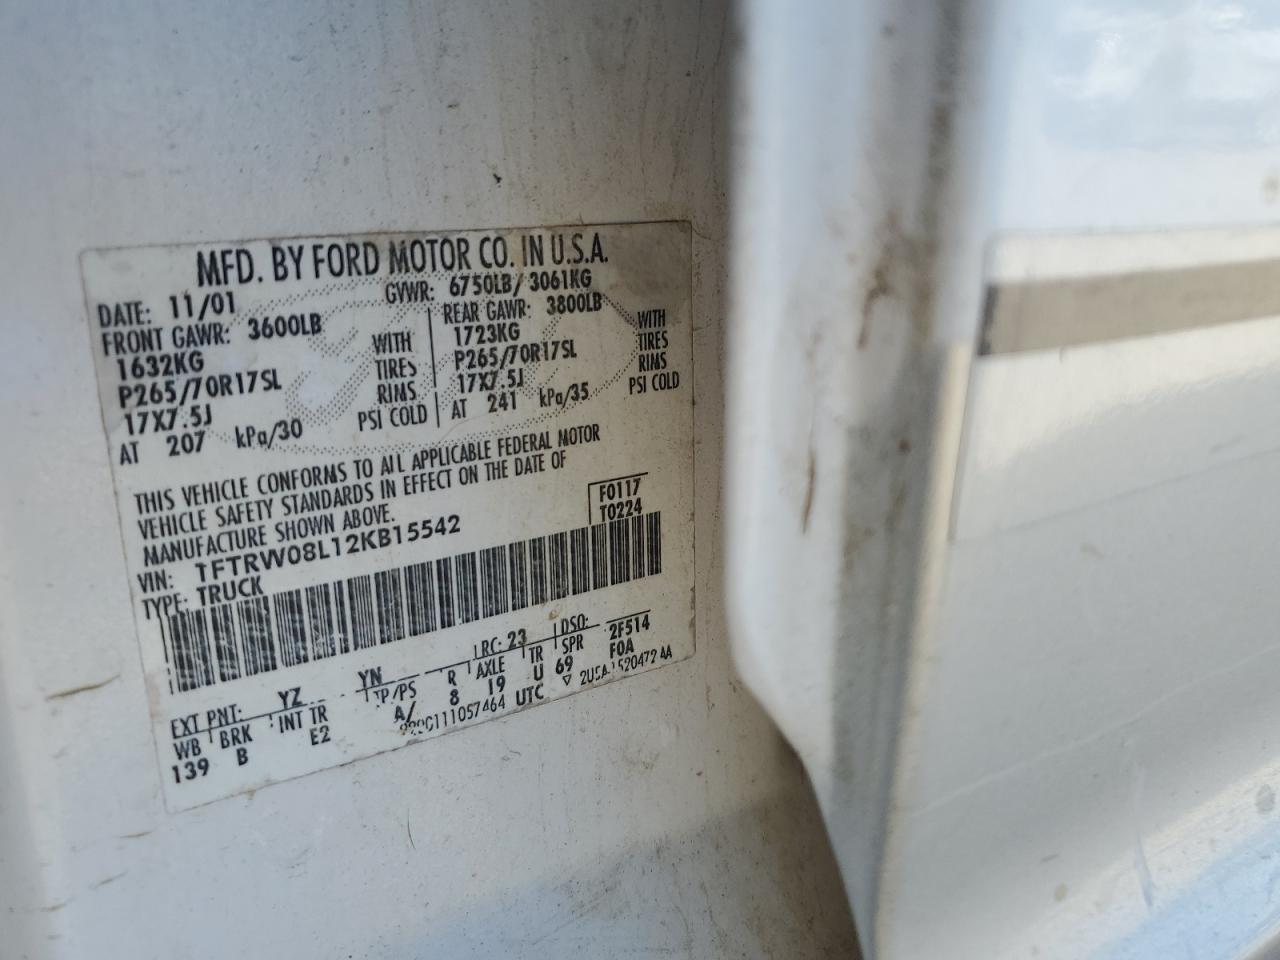 MFD. BY FORD MOTOR CO. IN U.S.A.
DATE: 11/01 GVWR: 6750LB/ 3061KG
FRONT GAWR: 3600LB REAR GAWR: 3800LB
1632KG WITH 1723KG WITH
P265/70R17SL TIRES P265/70R17SL TIRES
17X7.5J RIMS 17X7.5J RIMS
AT 207 kPa/30 PSI COLD AT 241 kPa/35 PSI COLD
THIS VEHICLE CONFORMS TO ALL APPLICABLE FEDERAL MOTOR
VEHICLE SAFETY STANDARDS IN EFFECT ON THE DATE OF
MANUFACTURE SHOWN ABOVE.
F0117
T0224
VIN: 1FTRW08L12KB15542
TYPE: TRUCK
EXT PNT: YZ YN RC: 23 DSO: 2F514
WB BRK INT TR TP/PS R AXLE TR SPR F0A
139 B E2 A/ 8 19 U 69
UTC